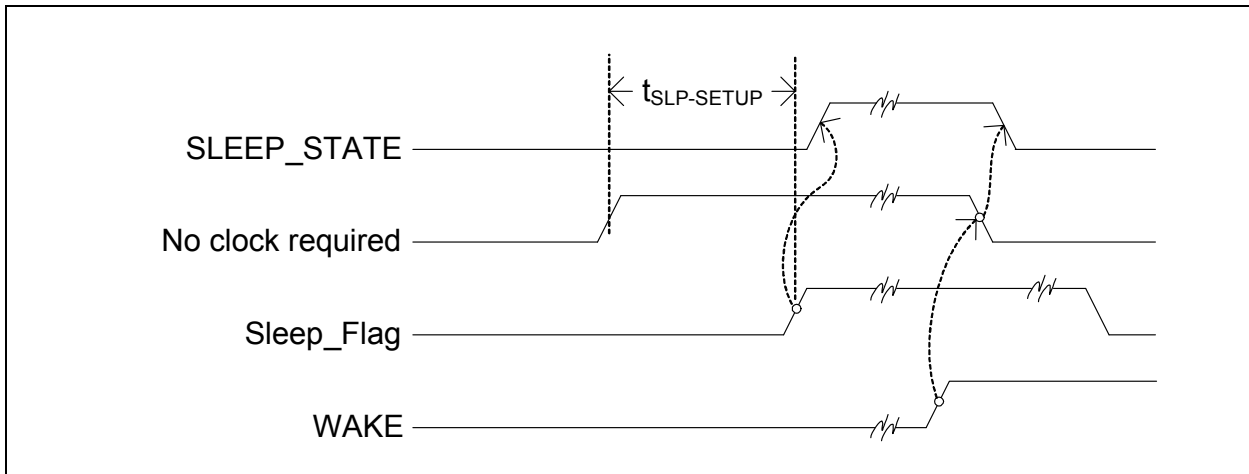 tSLP-SETUP
SLEEP_STATE
No clock required
Sleep_Flag
WAKE